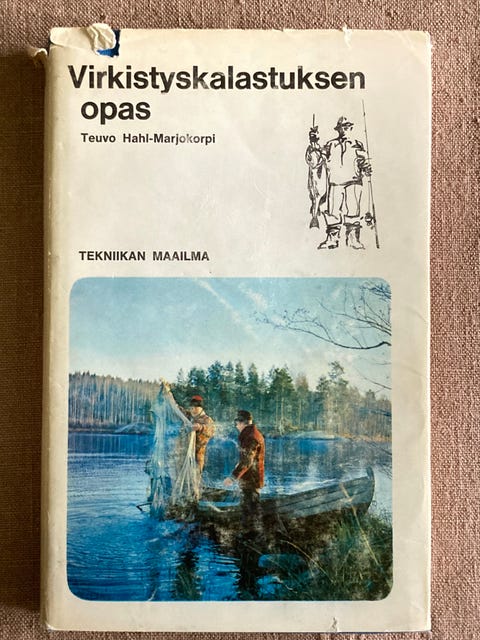 Virkistyskalastuksen
opas
Teuvo Hahl-Marjokorpi
TEKNIIKAN MAAILMA